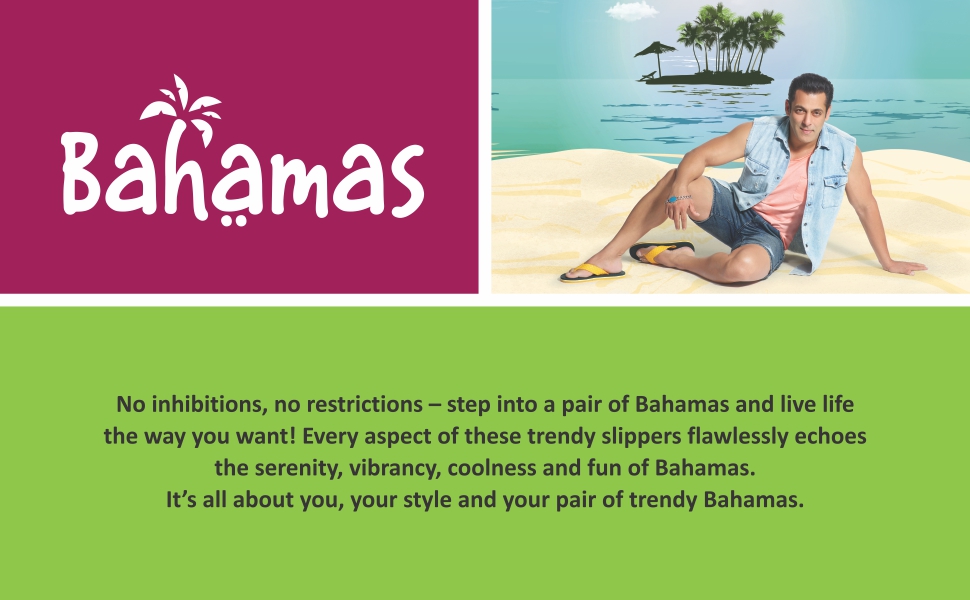 Bahamas
No inhibitions, no restrictions – step into a pair of Bahamas and live life
the way you want! Every aspect of these trendy slippers flawlessly echoes
the serenity, vibrancy, coolness and fun of Bahamas.
It’s all about you, your style and your pair of trendy Bahamas.